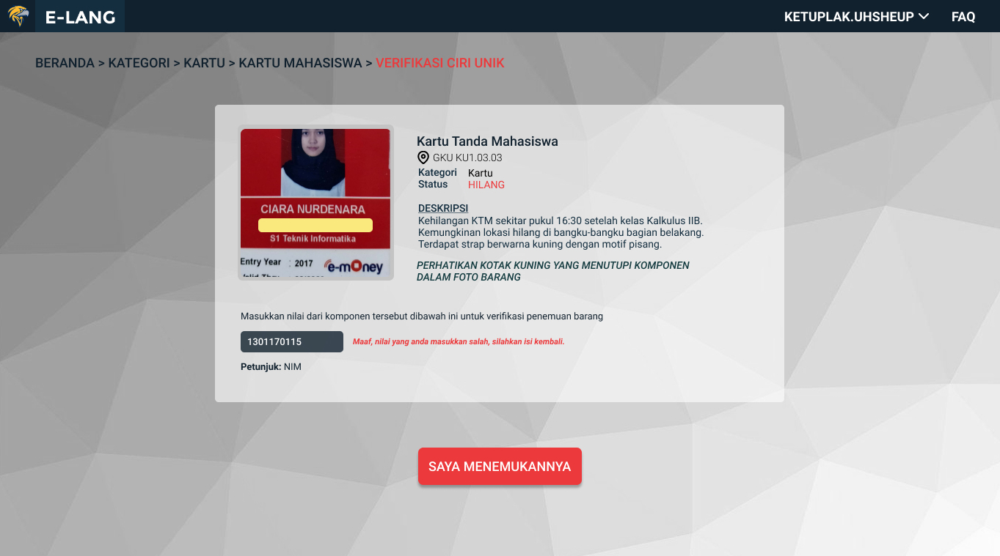 E-LANG
KETUPLAK.UHSHEUP
FAQ
BERANDA > KATEGORI > KARTU > KARTU MAHASISWA > VERIFIKASI CIRI UNIK
CIARA NURDENARA
S1 Teknik Informatika
Entry Year : 2017
e-money
Kartu Tanda Mahasiswa
GKU KU1.03.03
Kategori Kartu
Status HILANG
DESKRIPSI
Kehilangan KTM sekitar pukul 16:30 setelah kelas Kalkulus IIB.
Kemungkinan lokasi hilang di bangku-bangku bagian belakang.
Terdapat strap berwarna kuning dengan motif pisang.
PERHATIKAN KOTAK KUNING YANG MENUTUPI KOMPONEN
DALAM FOTO BARANG
Masukkan nilai dari komponen tersebut dibawah ini untuk verifikasi penemuan barang
1301170115
Maaf, nilai yang anda masukkan salah, silahkan isi kembali.
Petunjuk: NIM
SAYA MENEMUKANNYA